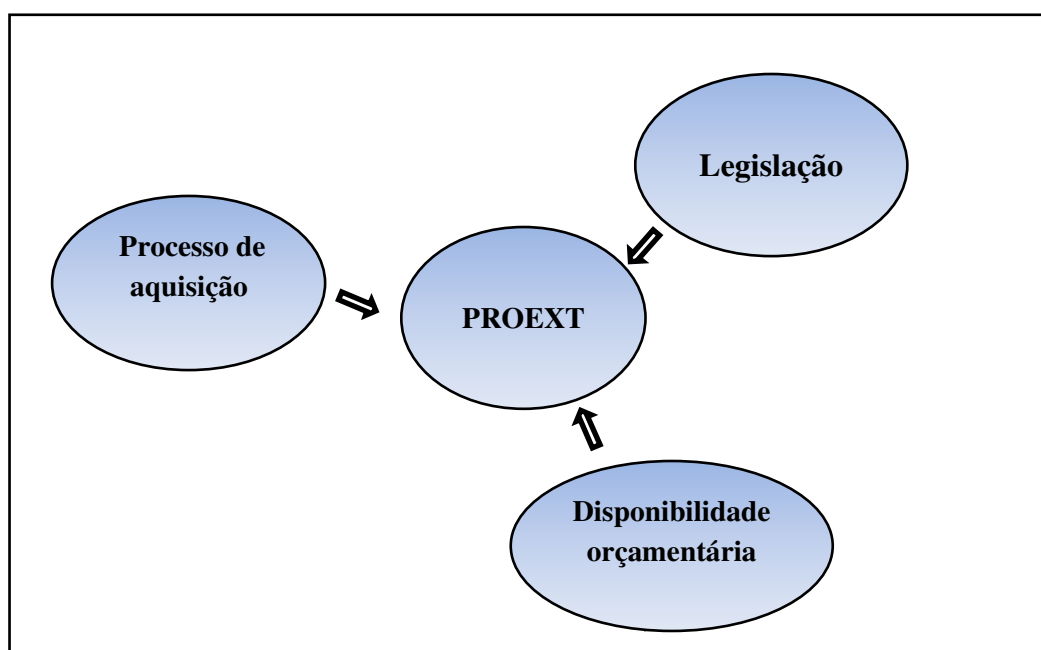 Legislação
Processo de
aquisição
PROEXT
Disponibilidade
orçamentária